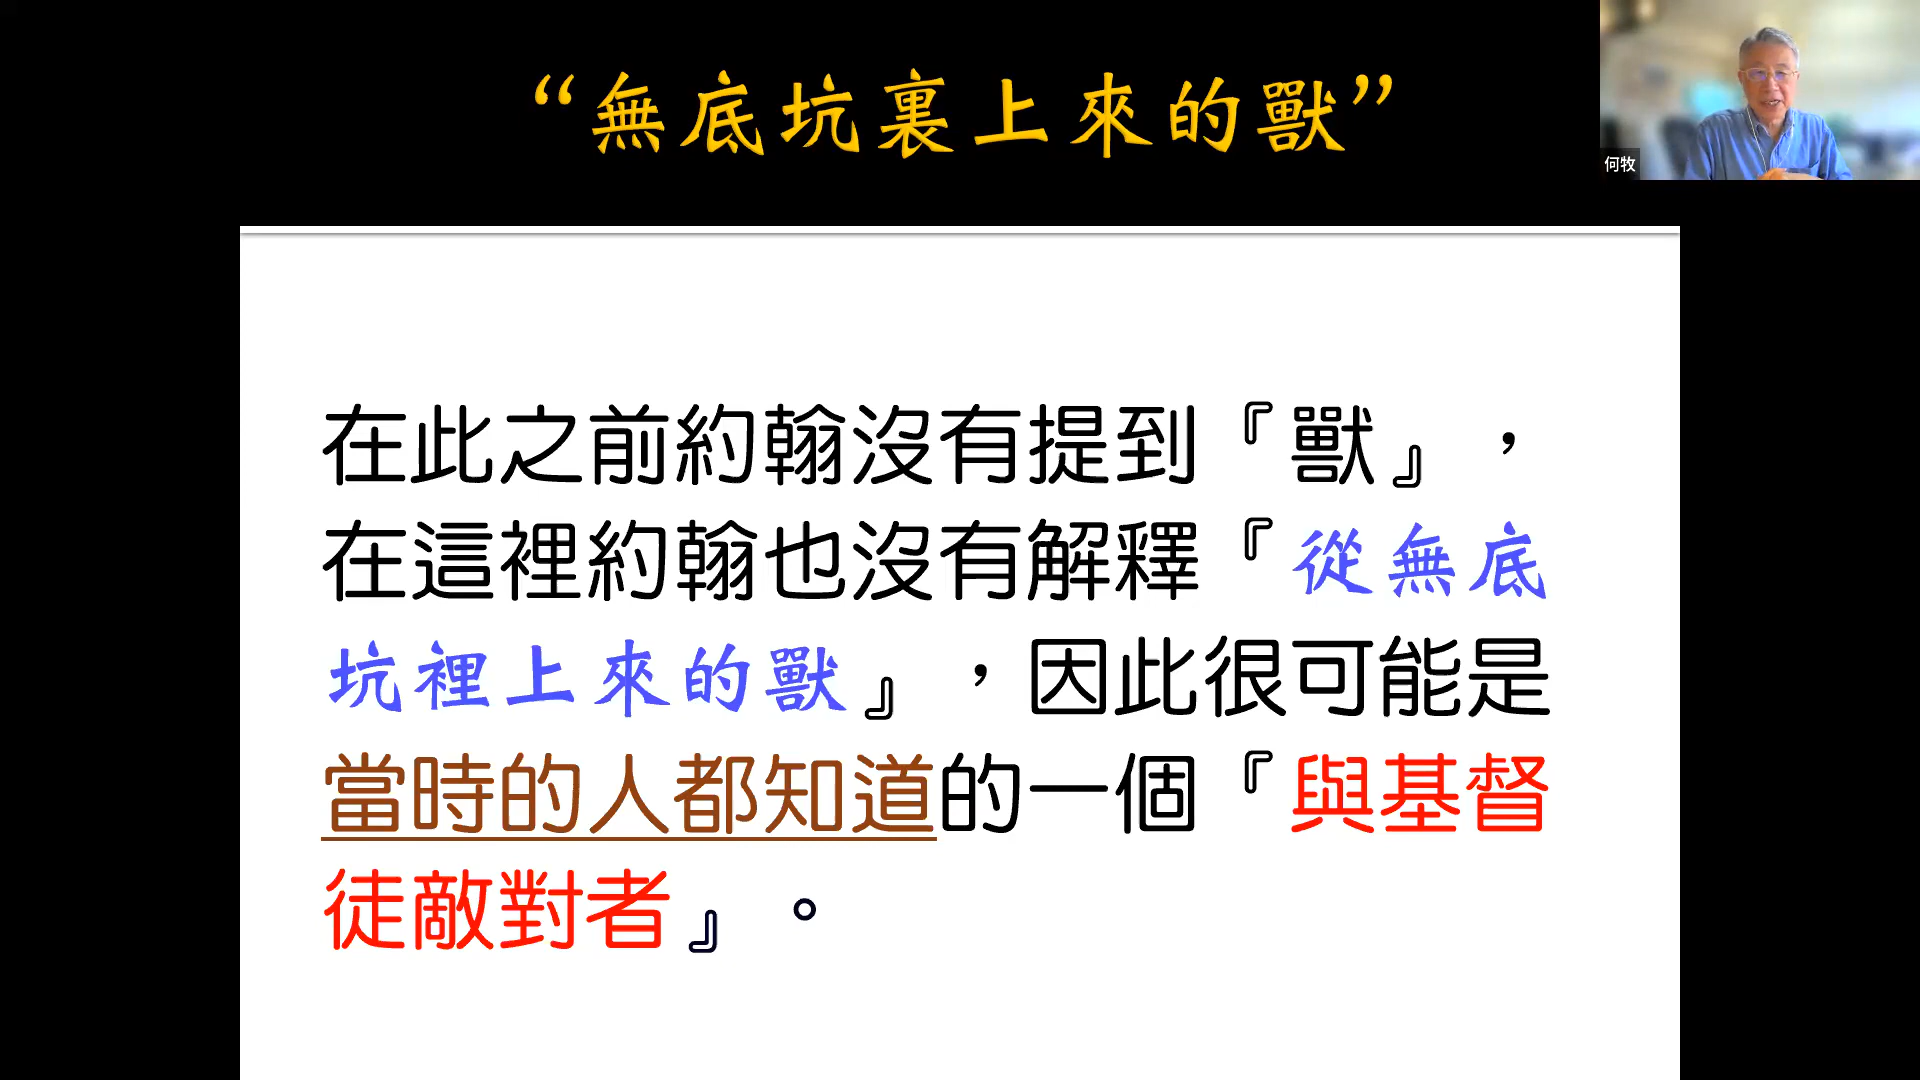 “無底坑裏上來的獸”
何牧
在此之前約翰沒有提到『獸』，
在這裡約翰也沒有解釋『從無底
坑裡上來的獸』，因此很可能是
當時的人都知道的一個『與基督
徒敵對者』。